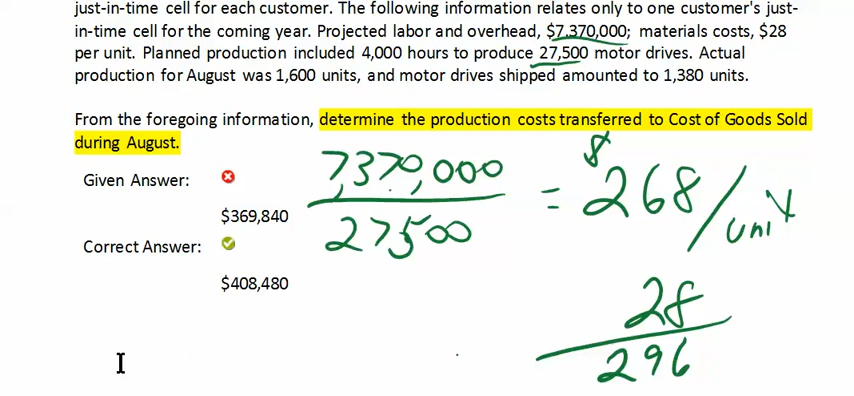 just-in-time cell for each customer. The following information relates only to one customer's just-
in-time cell for the coming year. Projected labor and overhead, $7,370,000; materials costs, $28
per unit. Planned production included 4,000 hours to produce 27,500 motor drives. Actual
production for August was 1,600 units, and motor drives shipped amounted to 1,380 units.
From the foregoing information, determine the production costs transferred to Cost of Goods Sold
during August.
Given Answer:
$369,840
Correct Answer:
$408,480
7,370,000
27500
= $268/unit
28
296